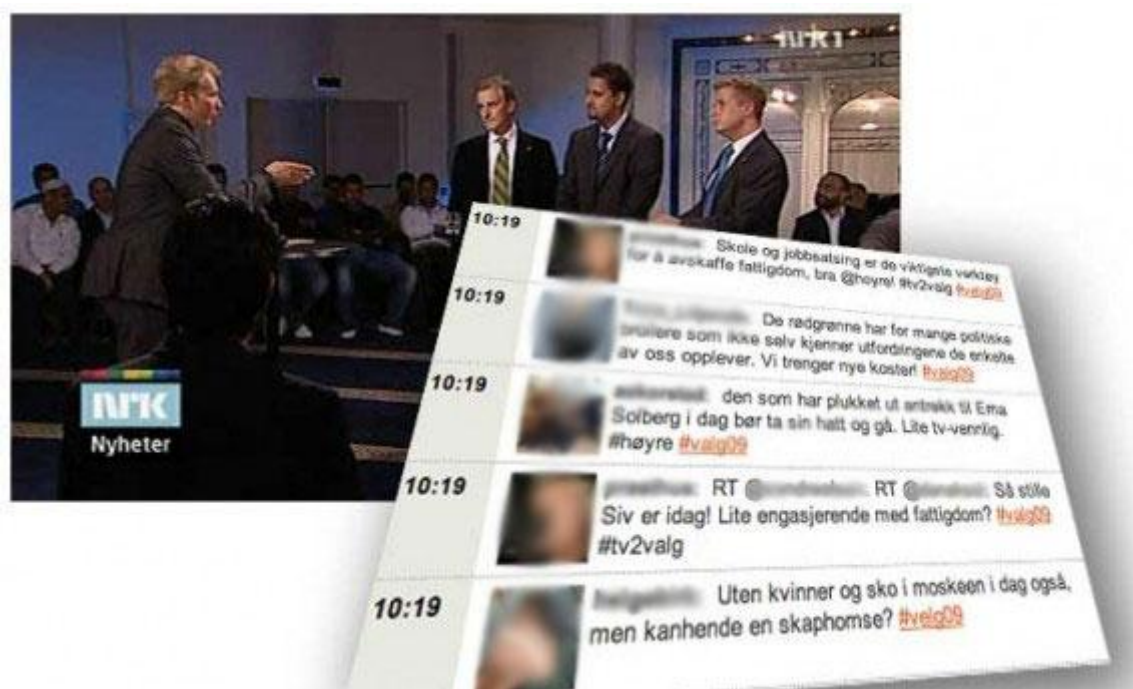 nrk1
nrk
Nyheter
10:19
Skole og jobbsatsing er de viktigste verktøy
for å avskaffe fattigdom, bra @hoyre! #tv2valg #valg09
10:19
De rødgrønne har for mange politiske
broilere som ikke selv kjenner utfordringene de enkelte
av oss opplever. Vi trenger nye koster! #valg09
10:19
den som har plukket ut antrekk til Erna
Solberg i dag bør ta sin hatt og gå. Lite tv-vennlig.
#høyre #valg09
10:19
RT @ RT @ Så stille
Siv er idag! Lite engasjerende med fattigdom? #valg09
#tv2valg
10:19
Uten kvinner og sko i moskeen i dag også,
men kanhende en skaphomse? #velg09